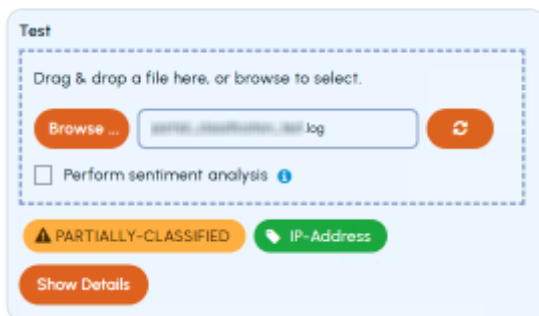 Test
Drag & drop a file here, or browse to select.
Browse ... .log
Perform sentiment analysis
PARTIALLY-CLASSIFIED IP-Address
Show Details